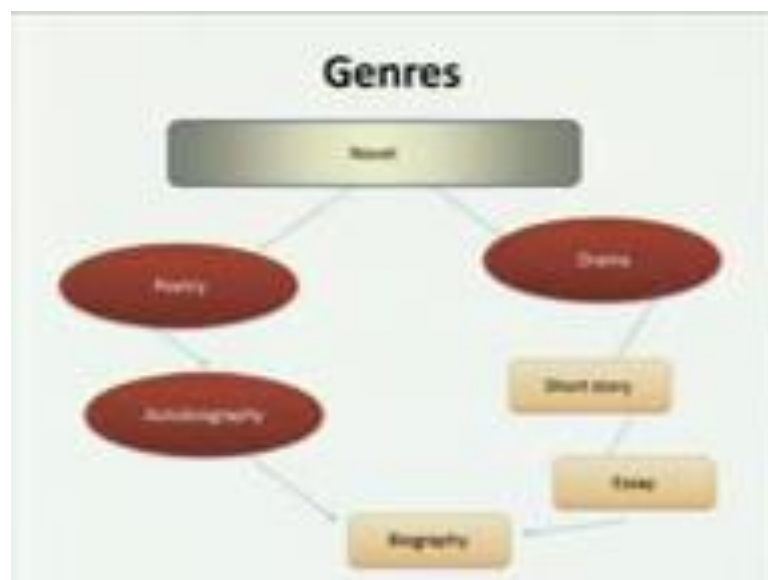 Genres
Novel
Poetry
Drama
Autobiography
Short story
Essay
Biography